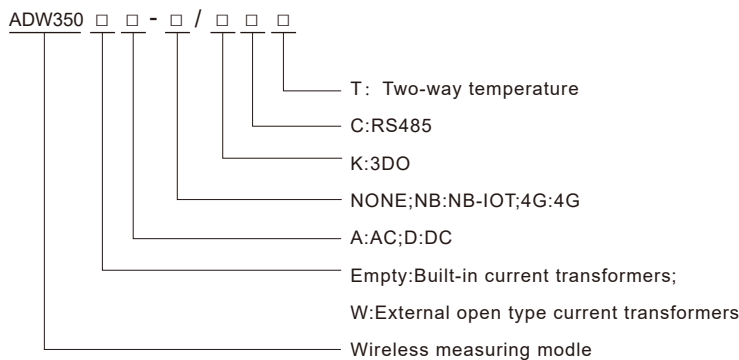 ADW350 □ □ - □ / □ □ □
T： Two-way temperature
C:RS485
K:3DO
NONE;NB:NB-IOT;4G:4G
A:AC;D:DC
Empty:Built-in current transformers;
W:External open type current transformers
Wireless measuring modle